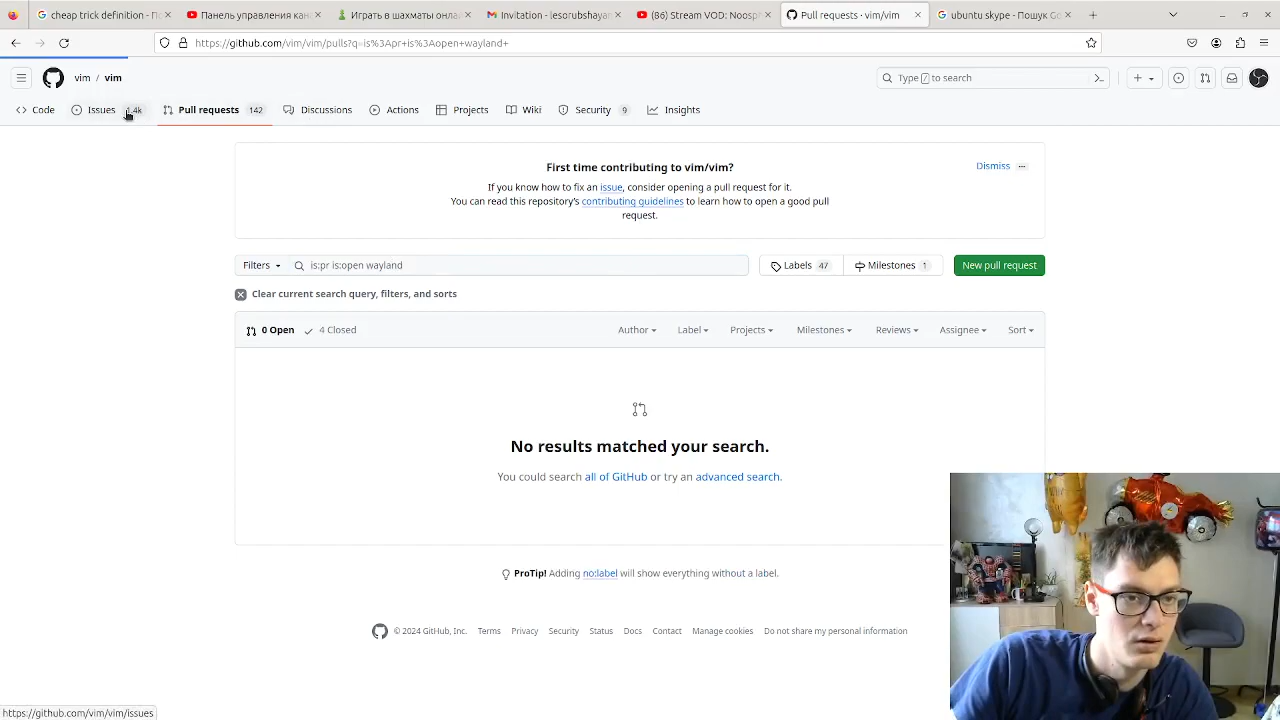 cheap trick definition - По
Панель управления кан
Играть в шахматы онла
Invitation - lesorubshayan
(86) Stream VOD: Noosph
Pull requests · vim/vim
ubuntu skype - Пошук Go
https://github.com/vim/vim/pulls?q=is%3Apr+is%3Aopen+wayland+
vim / vim
Type / to search
Code
Issues 1.4k
Pull requests 142
Discussions
Actions
Projects
Wiki
Security 9
Insights
First time contributing to vim/vim?
Dismiss
If you know how to fix an issue, consider opening a pull request for it.
You can read this repository's contributing guidelines to learn how to open a good pull
request.
Filters
is:pr is:open wayland
Labels 47
Milestones 1
New pull request
Clear current search query, filters, and sorts
0 Open
4 Closed
Author
Label
Projects
Milestones
Reviews
Assignee
Sort
No results matched your search.
You could search all of GitHub or try an advanced search.
ProTip! Adding no:label will show everything without a label.
© 2024 GitHub, Inc.
Terms
Privacy
Security
Status
Docs
Contact
Manage cookies
Do not share my personal information
https://github.com/vim/vim/issues